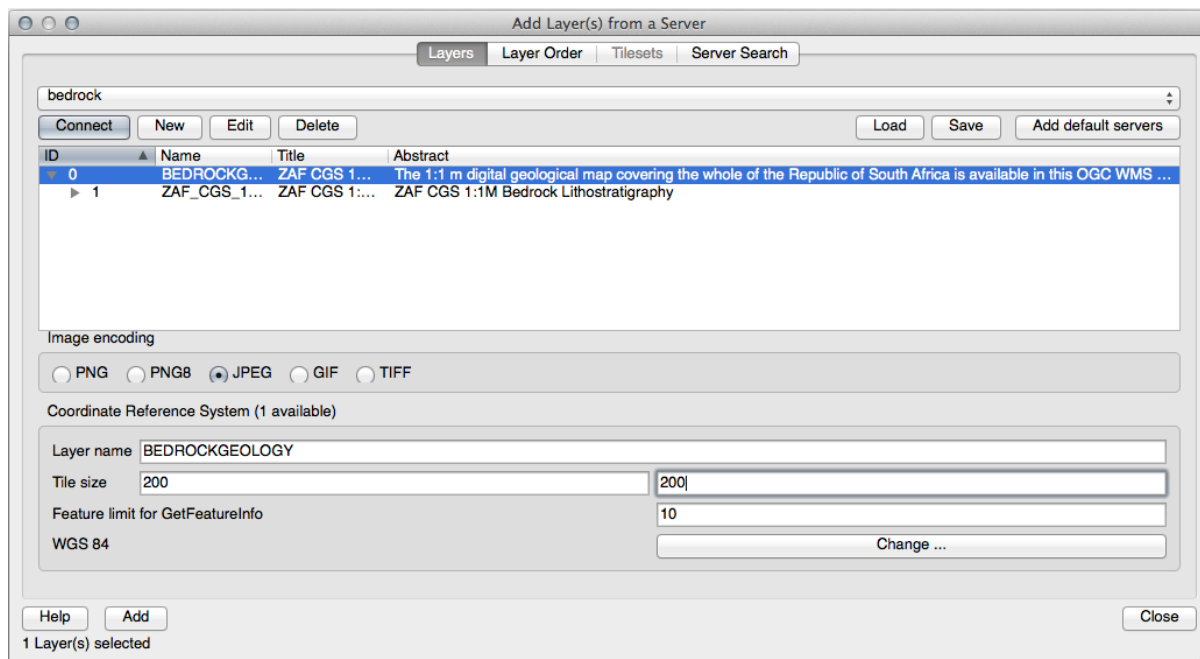 Add Layer(s) from a Server
Layers Layer Order Tilesets Server Search
bedrock
Connect New Edit Delete Load Save Add default servers
ID Name Title Abstract
0 BEDROCKG... ZAF CGS 1... The 1:1 m digital geological map covering the whole of the Republic of South Africa is available in this OGC WMS ...
1 ZAF_CGS_1... ZAF CGS 1:... ZAF CGS 1:1M Bedrock Lithostratigraphy
Image encoding
PNG PNG8 JPEG GIF TIFF
Coordinate Reference System (1 available)
Layer name BEDROCKGEOLOGY
Tile size 200 200
Feature limit for GetFeatureInfo 10
WGS 84 Change ...
Help Add Close
1 Layer(s) selected